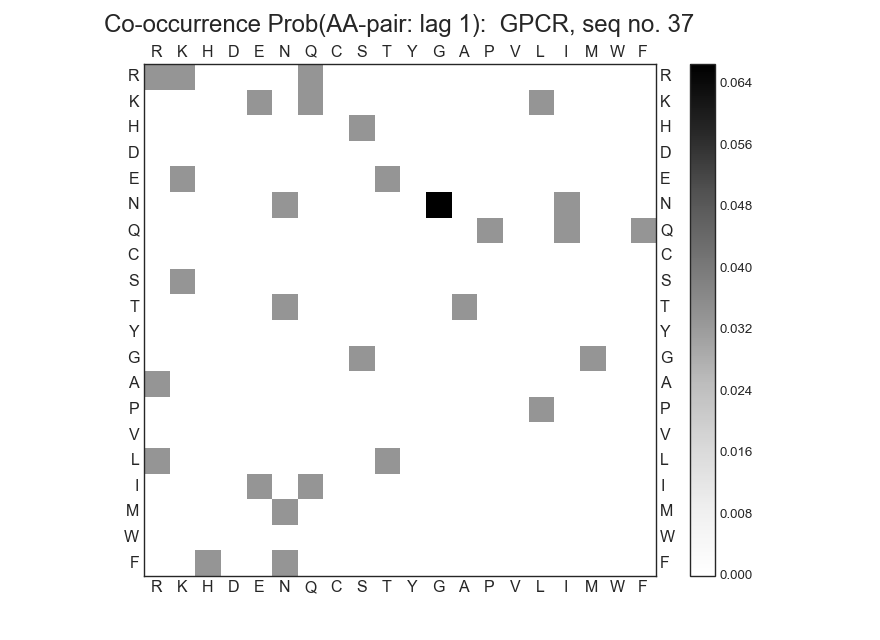 Co-occurrence Prob(AA-pair: lag 1):  GPCR, seq no. 37
R K H D E N Q C S T Y G A P V L I M W F
R R
K K
H H
D D
E E
N N
Q Q
C C
S S
T T
Y Y
G G
A A
P P
V V
L L
I I
M M
W W
F F
R K H D E N Q C S T Y G A P V L I M W F
0.064
0.056
0.048
0.040
0.032
0.024
0.016
0.008
0.000